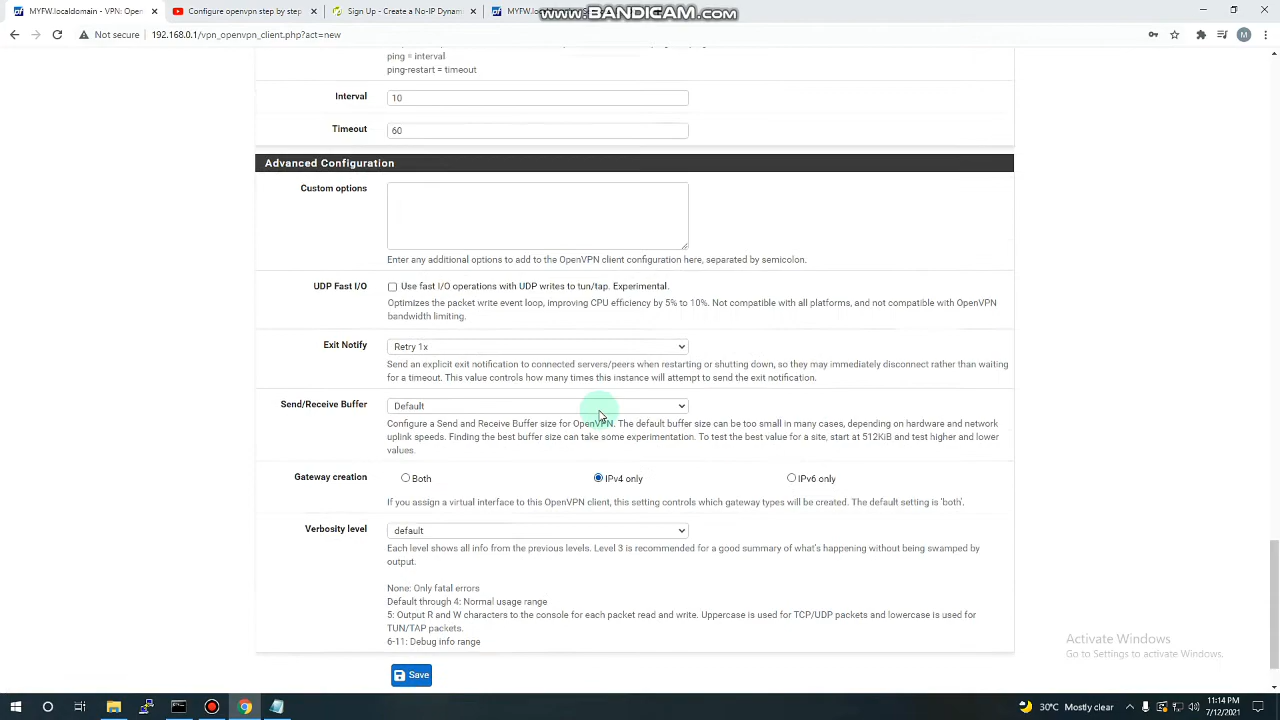 MYFW.localdomain - VPN: Open
Configure openvpn step by step
Sign Up - Create a No-IP Dynamic
MYFW.localdomain
www.BANDICAM.com
Not secure
192.168.0.1/vpn_openvpn_client.php?act=new
M
ping = interval
ping-restart = timeout
Interval
10
Timeout
60
Advanced Configuration
Custom options
Enter any additional options to add to the OpenVPN client configuration here, separated by semicolon.
UDP Fast I/O
Use fast I/O operations with UDP writes to tun/tap. Experimental.
Optimizes the packet write event loop, improving CPU efficiency by 5% to 10%. Not compatible with all platforms, and not compatible with OpenVPN
bandwidth limiting.
Exit Notify
Retry 1x
Send an explicit exit notification to connected servers/peers when restarting or shutting down, so they may immediately disconnect rather than waiting
for a timeout. This value controls how many times this instance will attempt to send the exit notification.
Send/Receive Buffer
Default
Configure a Send and Receive Buffer size for OpenVPN. The default buffer size can be too small in many cases, depending on hardware and network
uplink speeds. Finding the best buffer size can take some experimentation. To test the best value for a site, start at 512KiB and test higher and lower
values.
Gateway creation
Both
IPv4 only
IPv6 only
If you assign a virtual interface to this OpenVPN client, this setting controls which gateway types will be created. The default setting is 'both'.
Verbosity level
default
Each level shows all info from the previous levels. Level 3 is recommended for a good summary of what's happening without being swamped by
output.
None: Only fatal errors
Default through 4: Normal usage range
5: Output R and W characters to the console for each packet read and write. Uppercase is used for TCP/UDP packets and lowercase is used for
TUN/TAP packets.
6-11: Debug info range
Save
Activate Windows
Go to Settings to activate Windows.
30°C Mostly clear
11:14 PM
7/12/2021